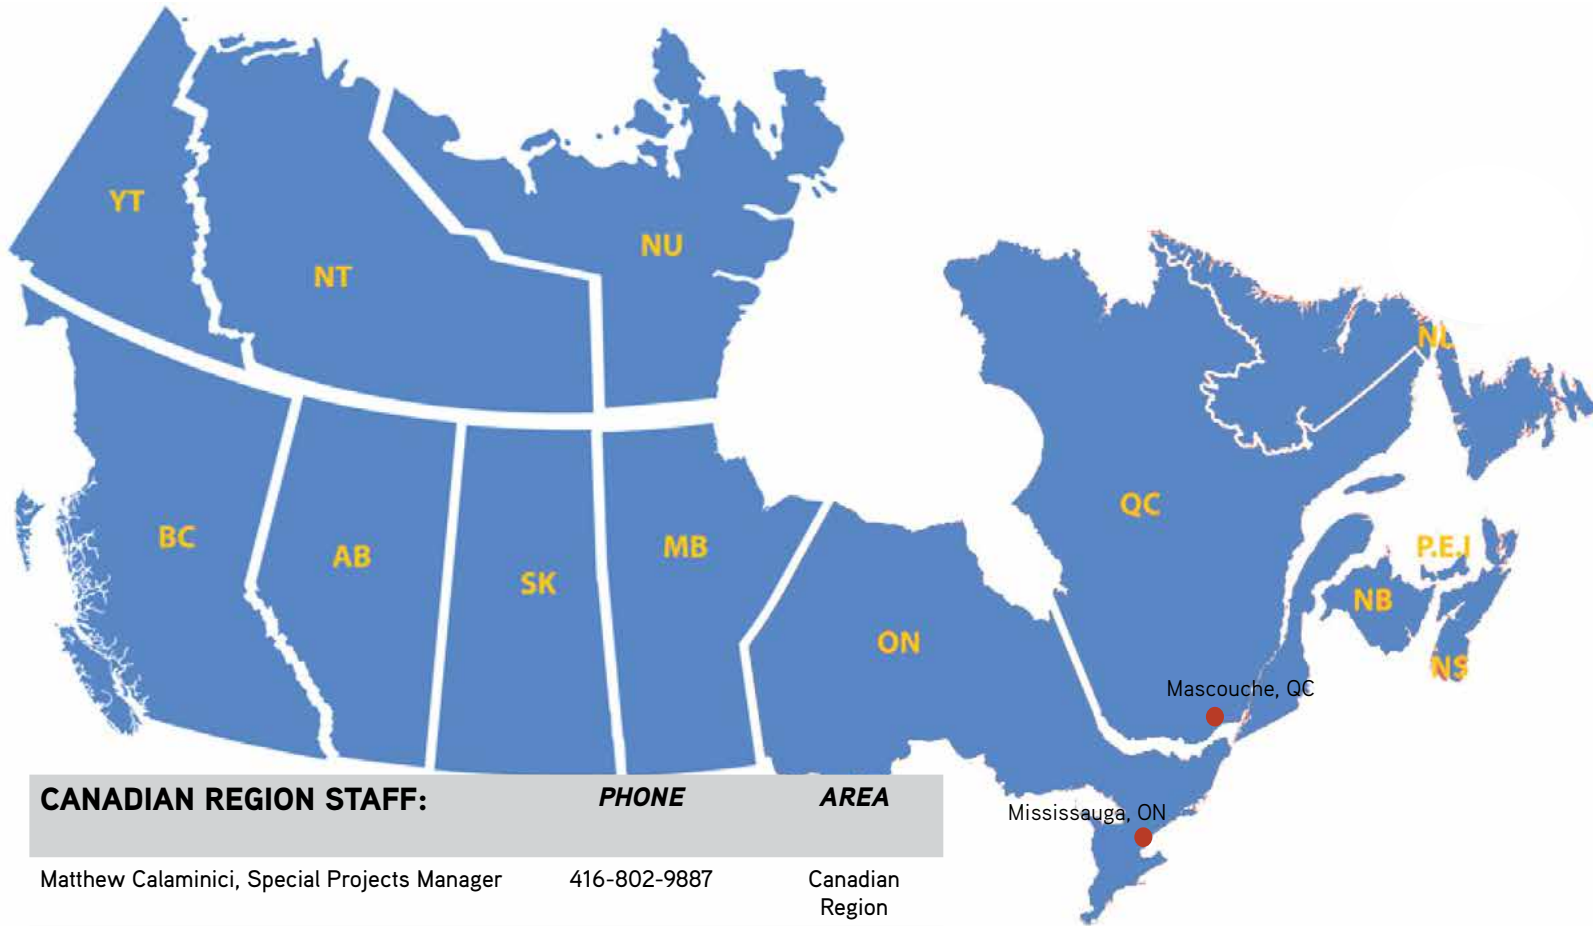 YT
NT
NU
NL
BC
AB
SK
MB
ON
QC
P.E.I
NB
NS
Mascouche, QC
Mississauga, ON
CANADIAN REGION STAFF: PHONE AREA
Matthew Calaminici, Special Projects Manager 416-802-9887 Canadian
Region